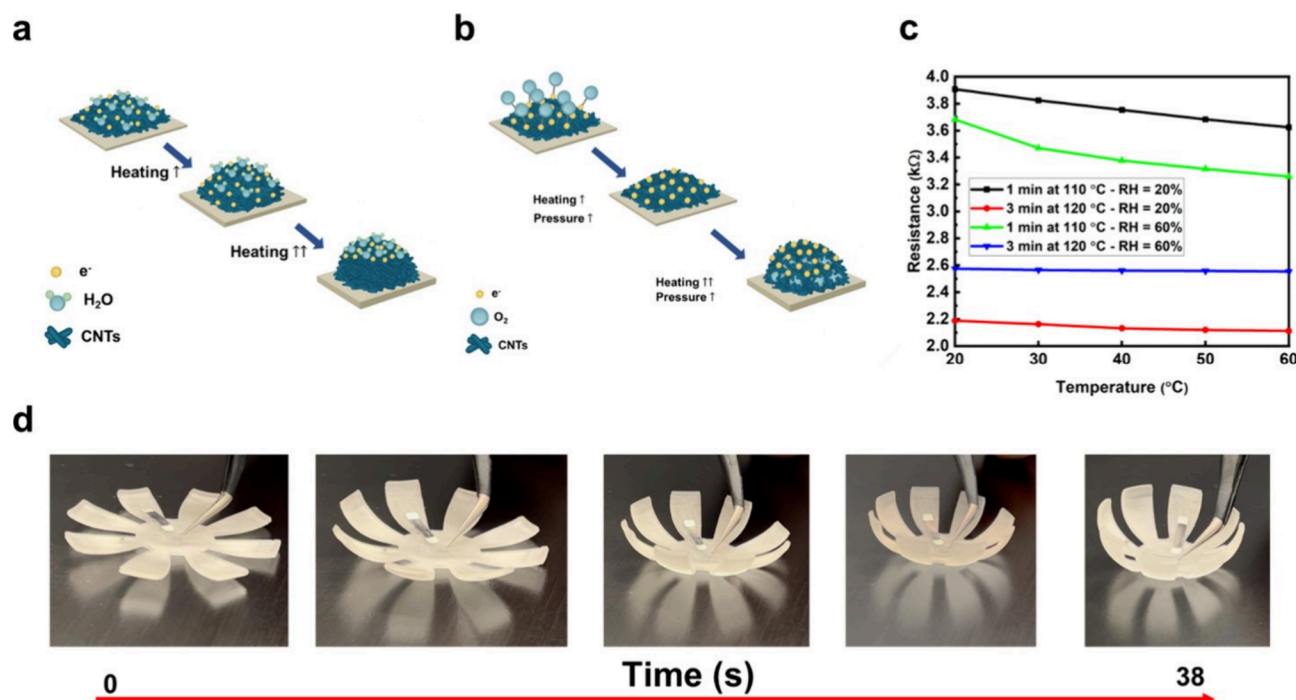 a
Heating ↑
Heating ↑↑
e⁻
H₂O
CNTs
b
Heating ↑
Pressure ↑
Heating ↑↑
Pressure ↑
e⁻
O₂
CNTs
c
4.0
3.8
3.6
3.4
3.2
3.0
2.8
2.6
2.4
2.2
2.0
Resistance (kΩ)
1 min at 110 °C - RH = 20%
3 min at 120 °C - RH = 20%
1 min at 110 °C - RH = 60%
3 min at 120 °C - RH = 60%
20 30 40 50 60
Temperature (°C)
d
0 Time (s) 38